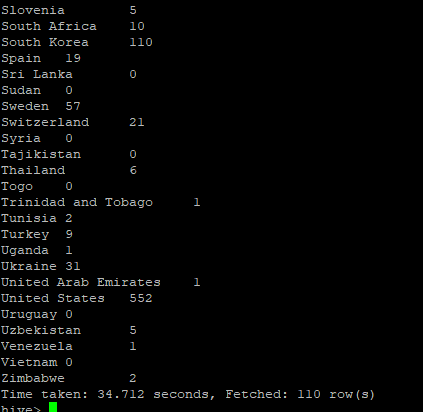 Slovenia	5
South Africa	10
South Korea	110
Spain	19
Sri Lanka	0
Sudan	0
Sweden	57
Switzerland	21
Syria	0
Tajikistan	0
Thailand	6
Togo	0
Trinidad and Tobago	1
Tunisia	2
Turkey	9
Uganda	1
Ukraine	31
United Arab Emirates	1
United States	552
Uruguay	0
Uzbekistan	5
Venezuela	1
Vietnam	0
Zimbabwe	2
Time taken: 34.712 seconds, Fetched: 110 row(s)
hive>